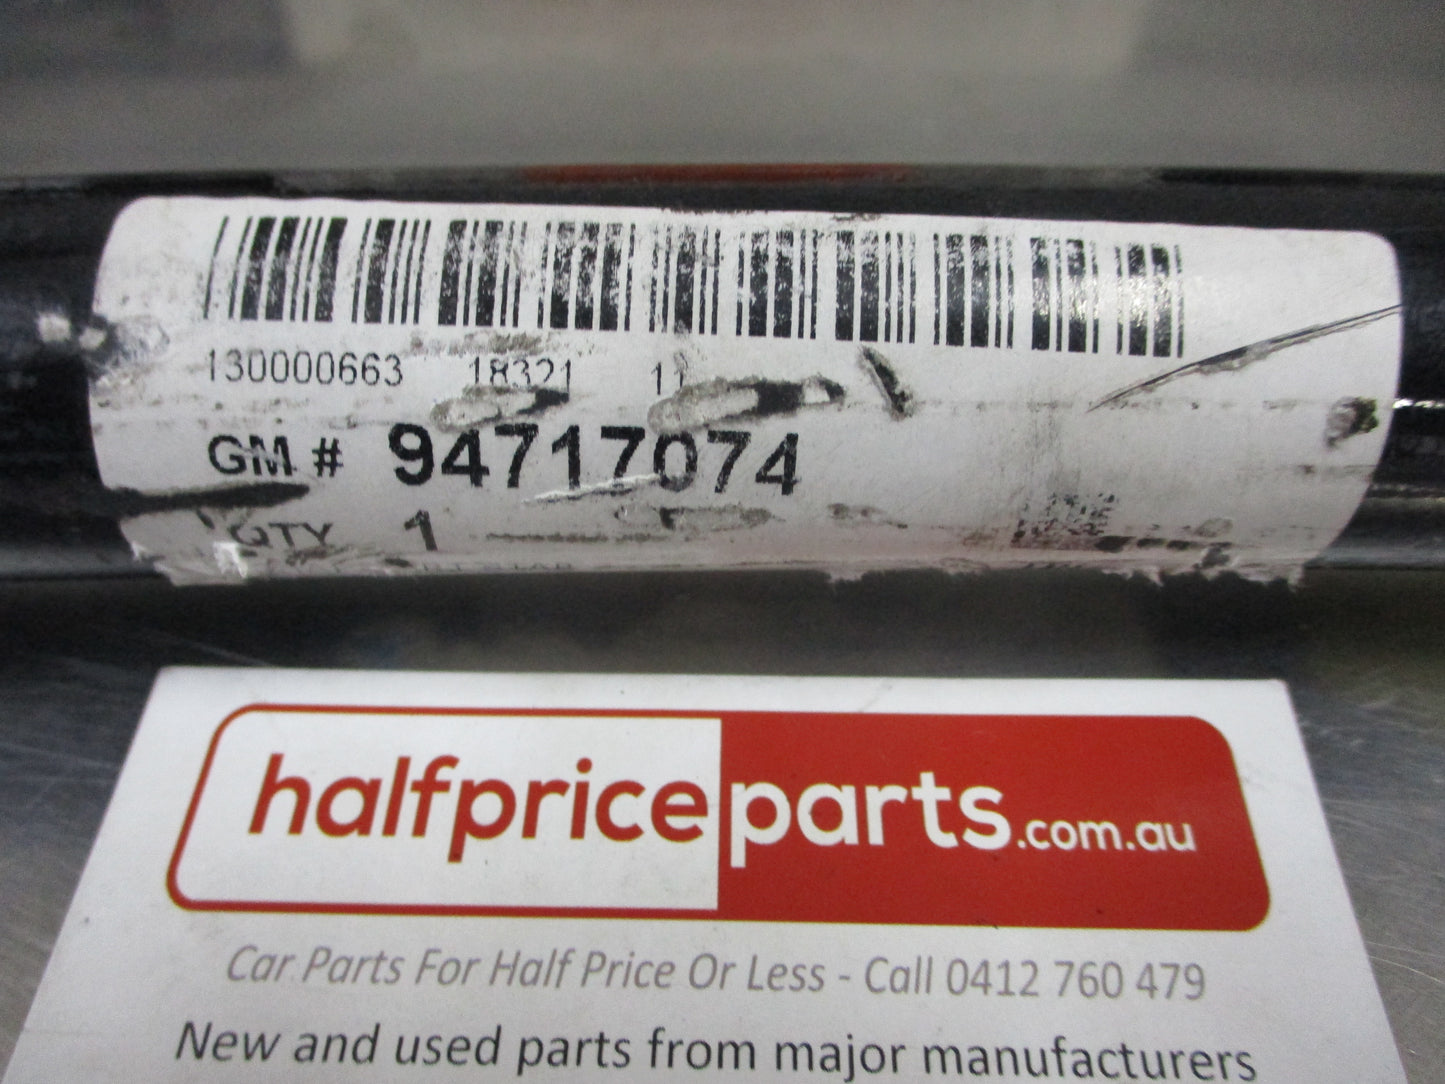 130000663 18321 11
GM # 94717074
QTY 1
halfpriceparts.com.au
Car Parts For Half Price Or Less - Call 0412 760 479
New and used parts from major manufacturers